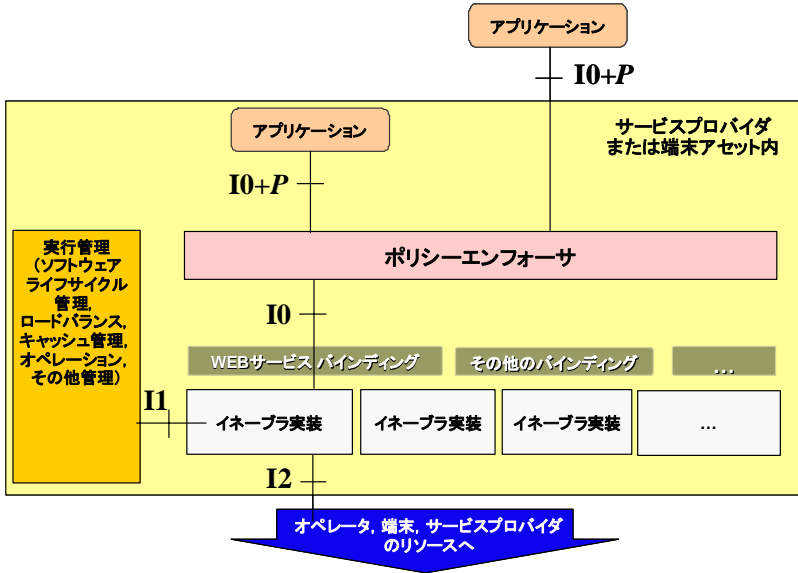 アプリケーション
I0+P
アプリケーション
サービスプロバイダ
または端末アセット内
I0+P
実行管理
(ソフトウェア
ライフサイクル
管理,
ロードバランス,
キャッシュ管理,
オペレーション,
その他管理)
ポリシーエンフォーサ
I0
WEBサービス バインディング
その他のバインディング
...
I1
イネーブラ実装
イネーブラ実装
イネーブラ実装
...
I2
オペレータ, 端末, サービスプロバイダ
のリソースへ